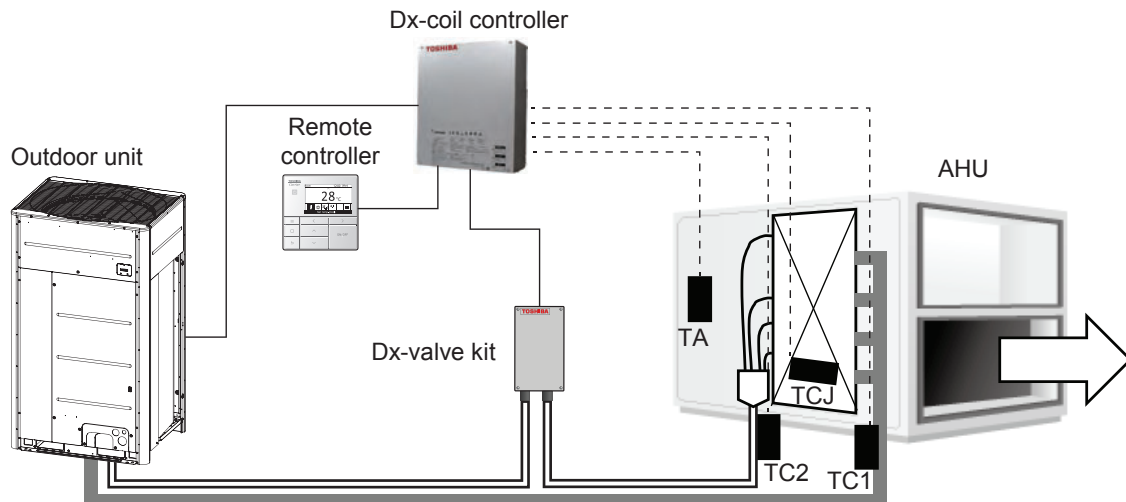 Dx-coil controller
TOSHIBA
Remote
controller
Outdoor unit
AHU
28°C
TOSHIBA
TA
Dx-valve kit
TCJ
TC2
TC1